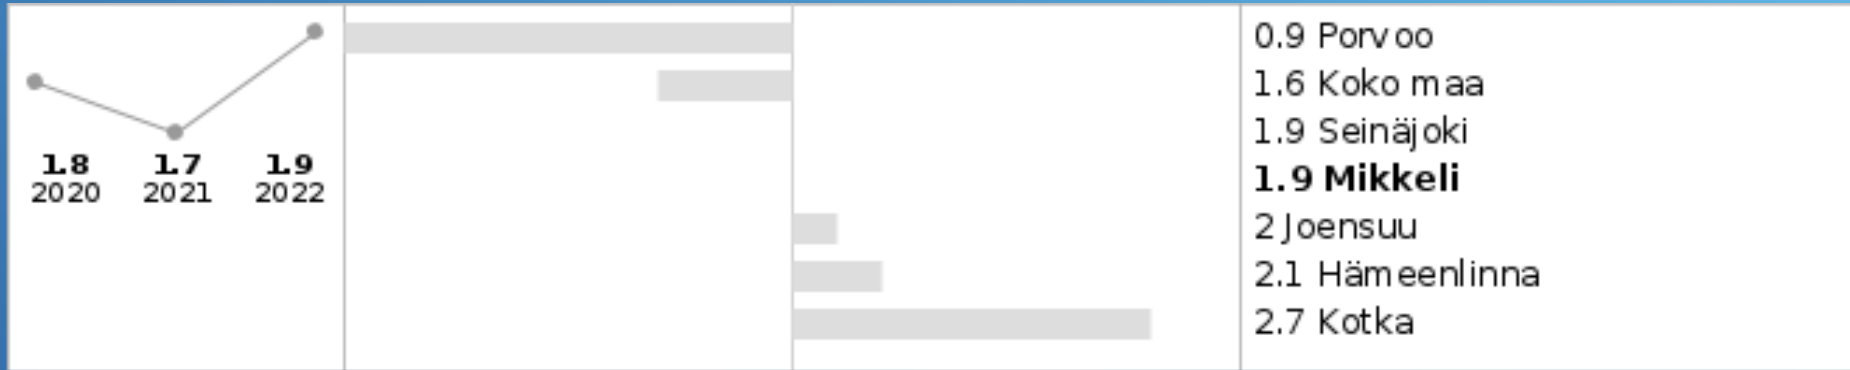 1.8 1.7 1.9
2020 2021 2022
0.9 Porvoo
1.6 Koko maa
1.9 Seinäjoki
1.9 Mikkeli
2 Joensuu
2.1 Hämeenlinna
2.7 Kotka